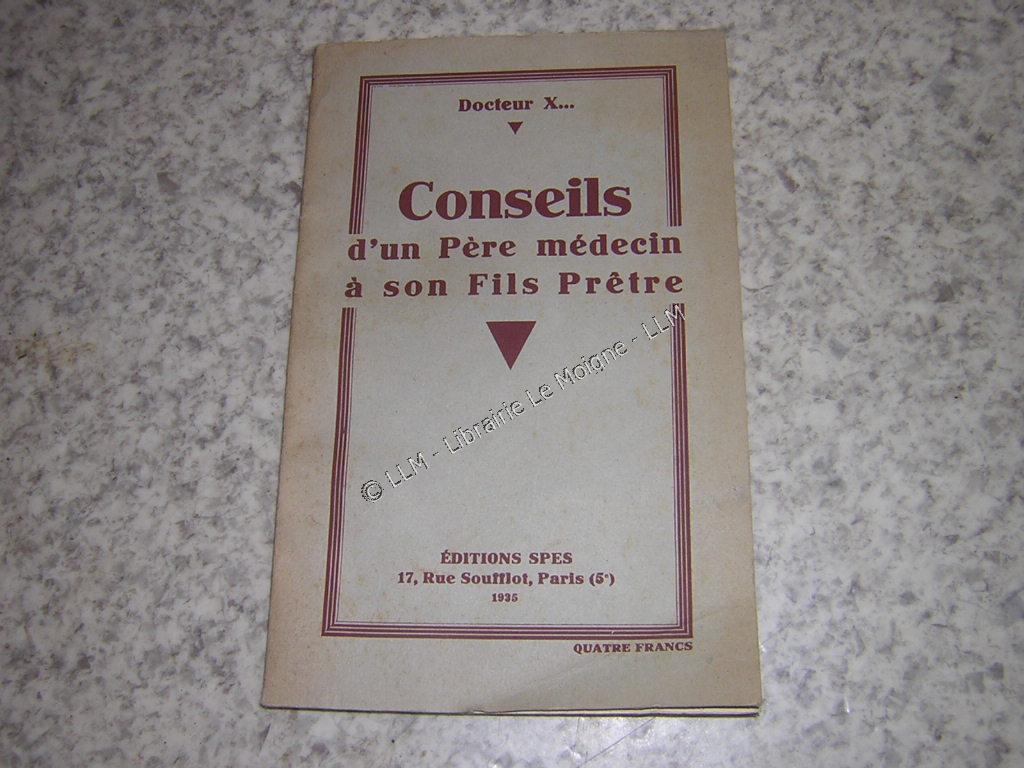 Docteur X...
Conseils
d'un Père médecin
à son Fils Prêtre
© LLM - Librairie Le Moigne - LLM
ÉDITIONS SPES
17, Rue Soufflot, Paris (5e)
1935
QUATRE FRANCS